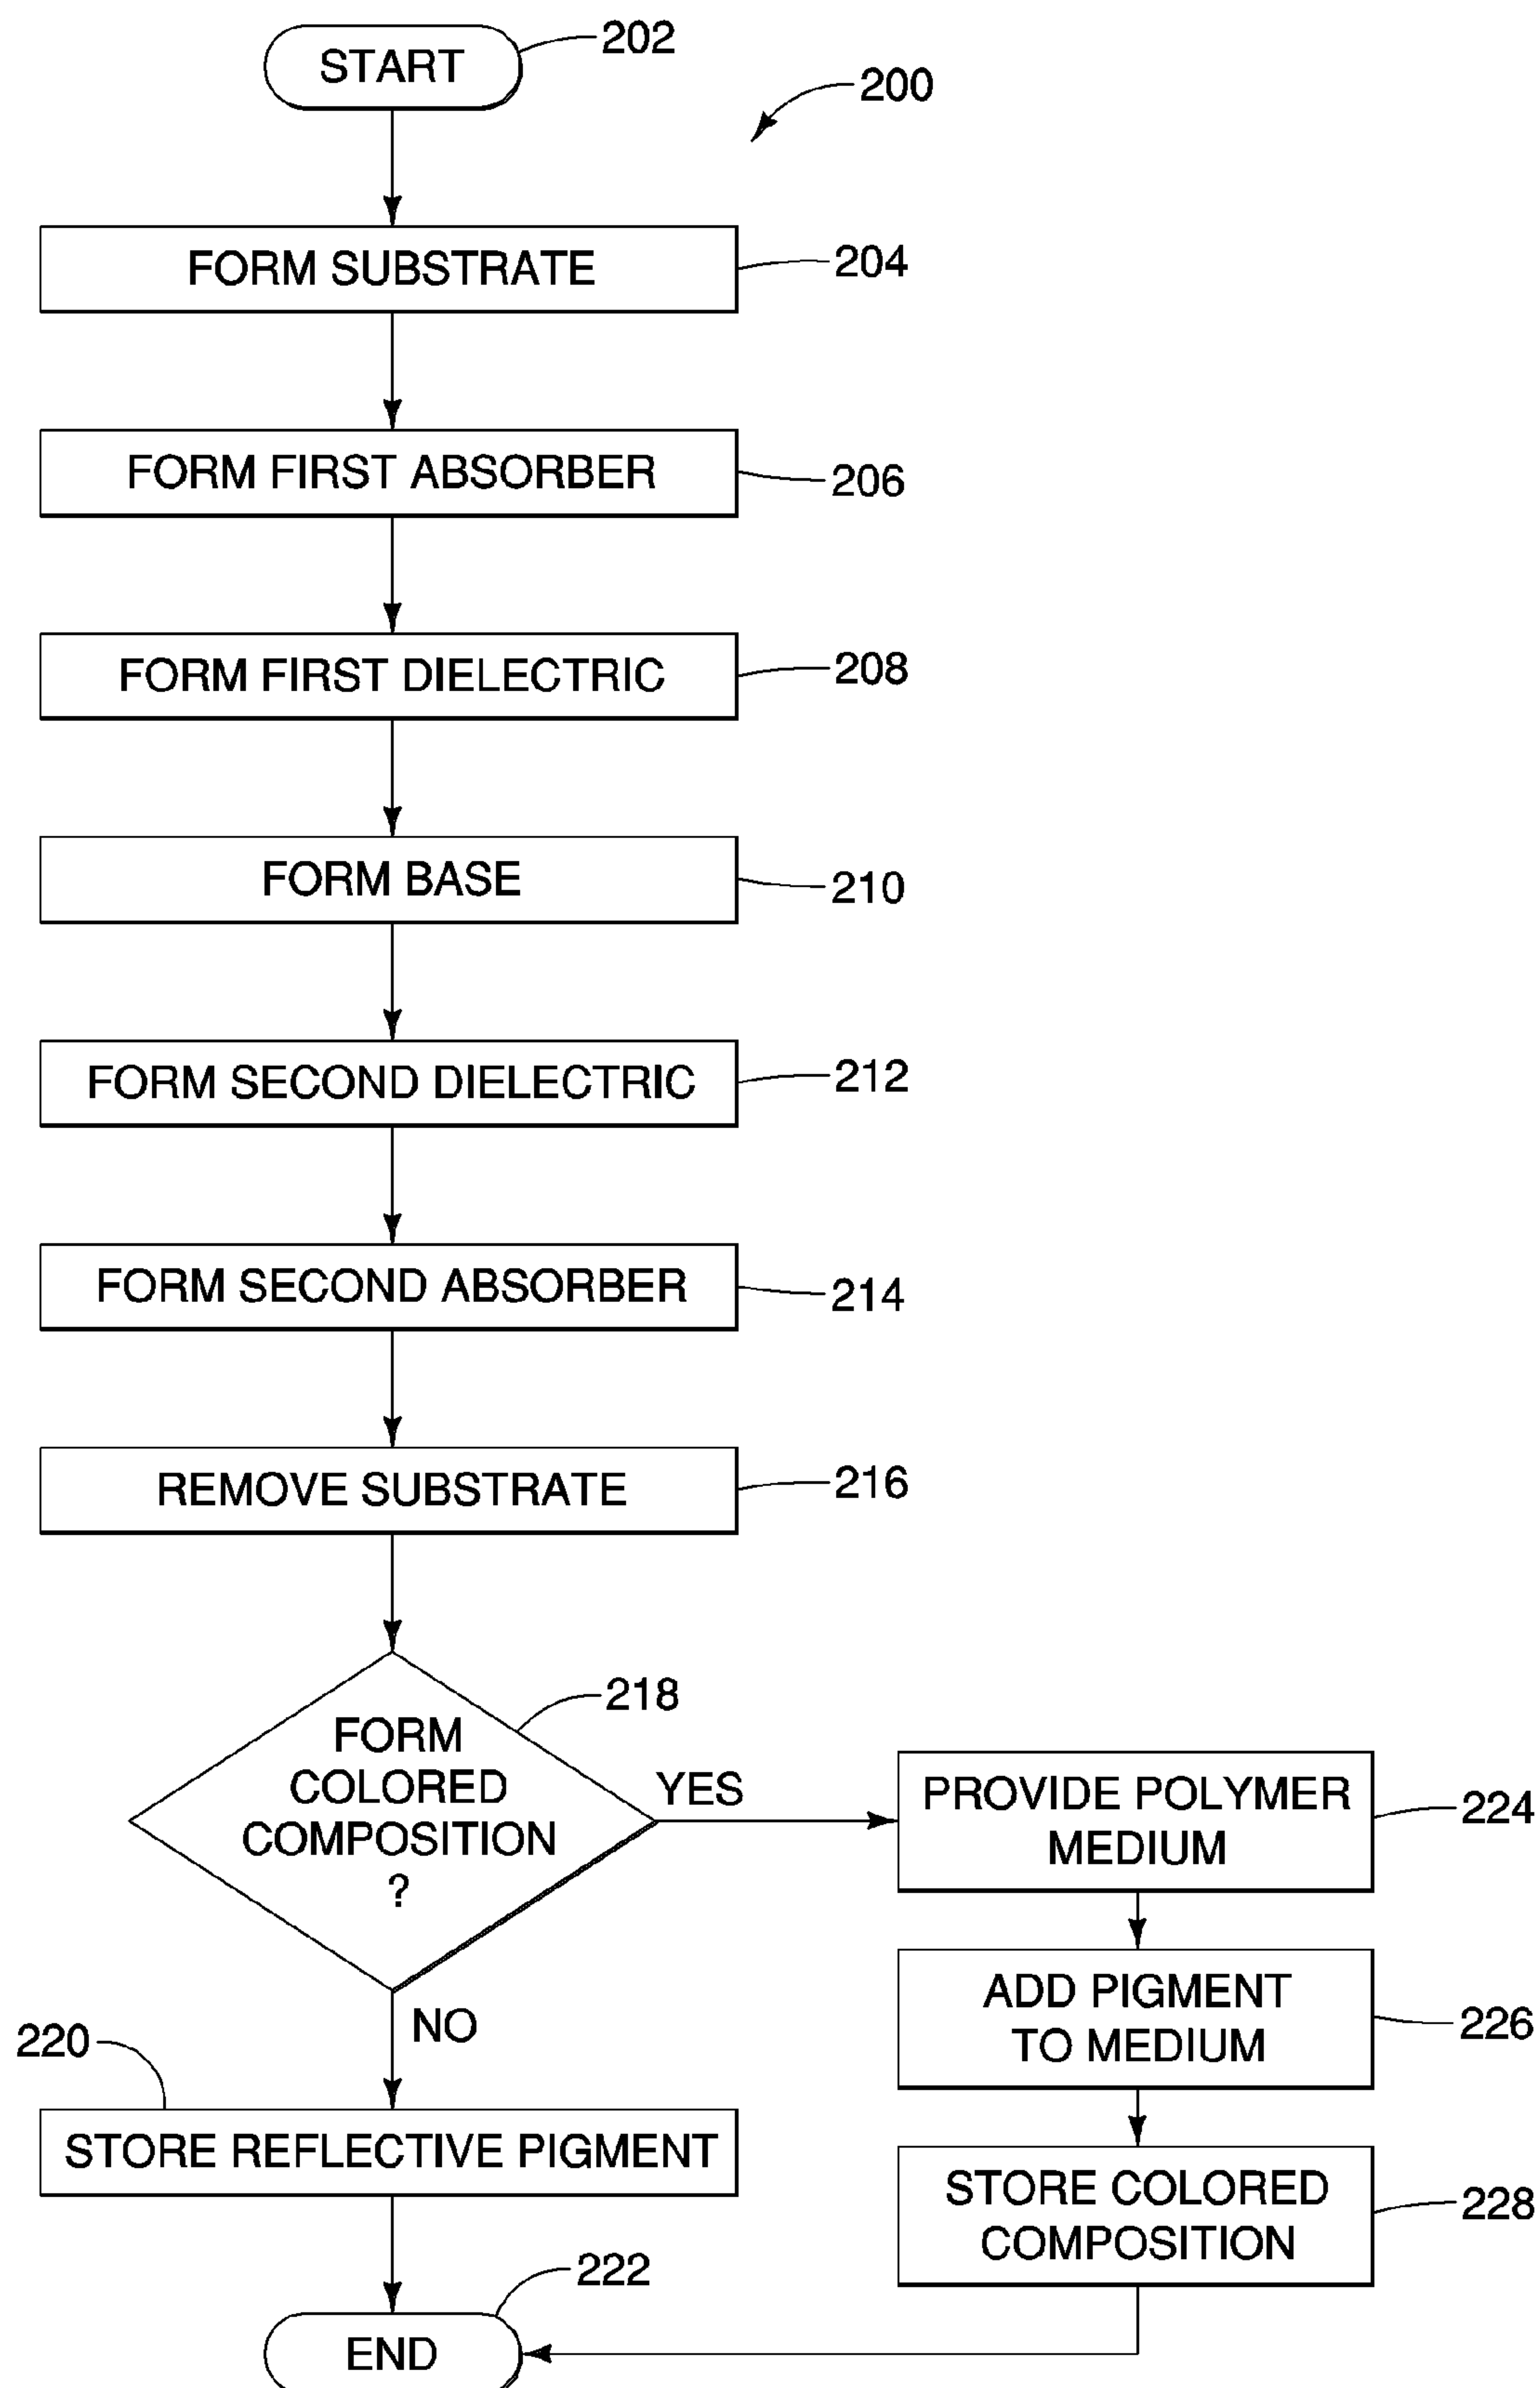 START
202
200
FORM SUBSTRATE
204
FORM FIRST ABSORBER
206
FORM FIRST DIELECTRIC
208
FORM BASE
210
FORM SECOND DIELECTRIC
212
FORM SECOND ABSORBER
214
REMOVE SUBSTRATE
216
218
FORM
COLORED
COMPOSITION
?
YES
PROVIDE POLYMER
MEDIUM
224
ADD PIGMENT
TO MEDIUM
226
NO
220
STORE REFLECTIVE PIGMENT
STORE COLORED
COMPOSITION
228
222
END